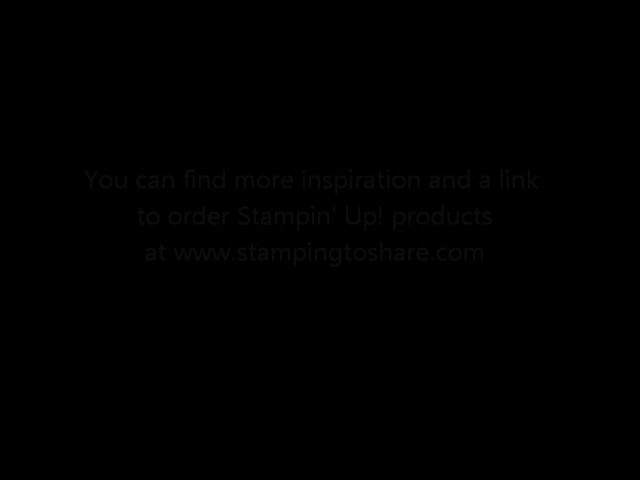 You can find more inspiration and a link
to order Stampin' Up! products
at www.stampingtoshare.com